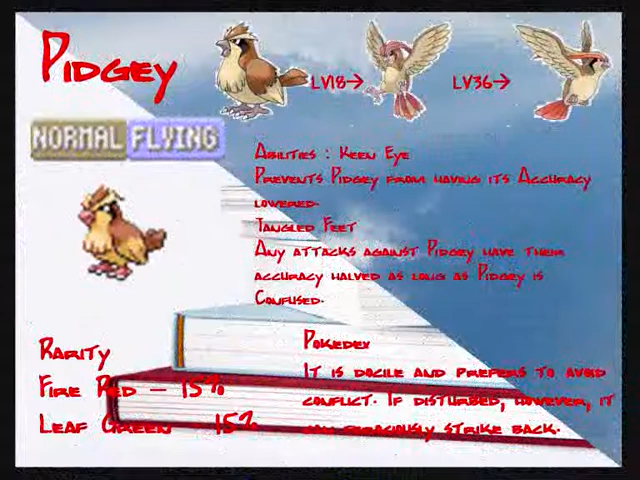 Pidgey
LV18→
LV36→
NORMAL FLYING
Abilities : Keen Eye
Prevents Pidgey from having its Accuracy
lowered.
Tangled Feet
Any attacks against Pidgey have their
accuracy halved as long as Pidgey is
Confused.
Pokedex
It is docile and prefers to avoid
conflict. If disturbed, however, it
can ferociously strike back.
Rarity
Fire Red – 15%
Leaf Green 15%